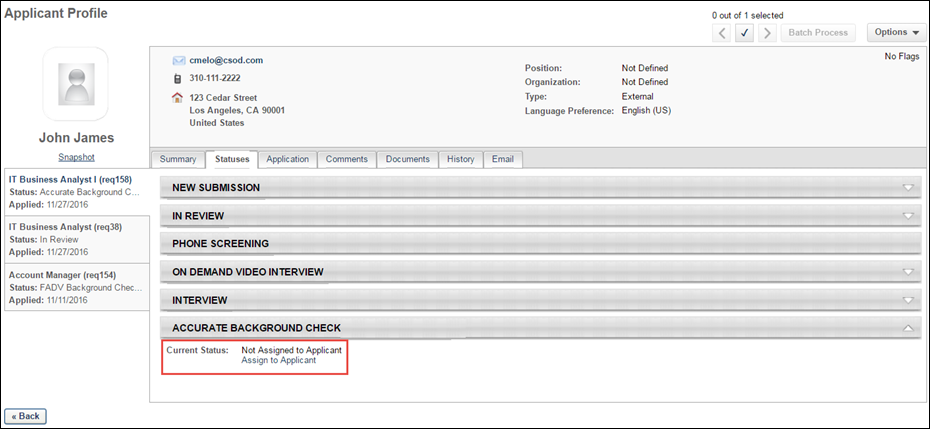 Applicant Profile
0 out of 1 selected
Batch Process
Options
No Flags
cmelo@csod.com
310-111-2222
123 Cedar Street
Los Angeles, CA 90001
United States
Position: Not Defined
Organization: Not Defined
Type: External
Language Preference: English (US)
John James
Snapshot
IT Business Analyst I (req158)
Status: Accurate Background C...
Applied: 11/27/2016
IT Business Analyst (req38)
Status: In Review
Applied: 11/27/2016
Account Manager (req154)
Status: FADV Background Chec...
Applied: 11/11/2016
Summary Statuses Application Comments Documents History Email
NEW SUBMISSION
IN REVIEW
PHONE SCREENING
ON DEMAND VIDEO INTERVIEW
INTERVIEW
ACCURATE BACKGROUND CHECK
Current Status: Not Assigned to Applicant
Assign to Applicant
« Back